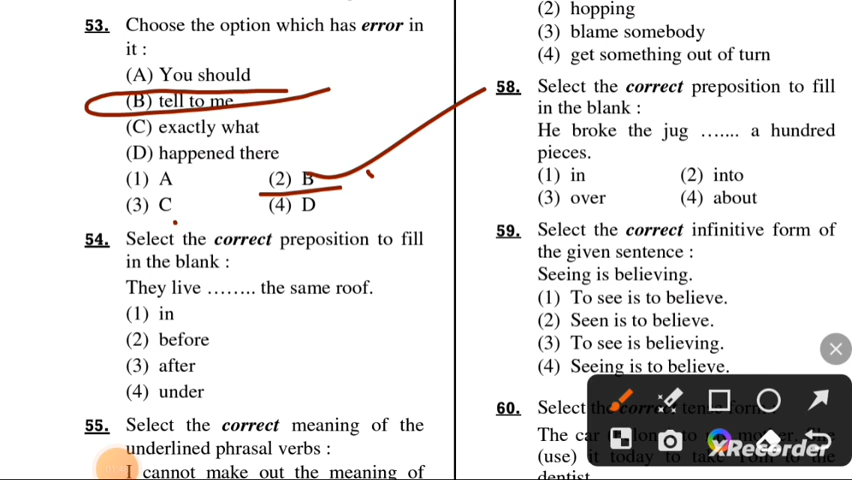 53. Choose the option which has error in
it :
(A) You should
(B) tell to me
(C) exactly what
(D) happened there
(1) A (2) B
(3) C (4) D
54. Select the correct preposition to fill
in the blank :
They live ........ the same roof.
(1) in
(2) before
(3) after
(4) under
55. Select the correct meaning of the
underlined phrasal verbs :
I cannot make out the meaning of
(2) hopping
(3) blame somebody
(4) get something out of turn
58. Select the correct preposition to fill
in the blank :
He broke the jug ....... a hundred
pieces.
(1) in (2) into
(3) over (4) about
59. Select the correct infinitive form of
the given sentence :
Seeing is believing.
(1) To see is to believe.
(2) Seen is to believe.
(3) To see is believing.
(4) Seeing is to believe.
60. Select the correct tense form
The car
(use) it today to take Tom to the
dentist
XRecorder